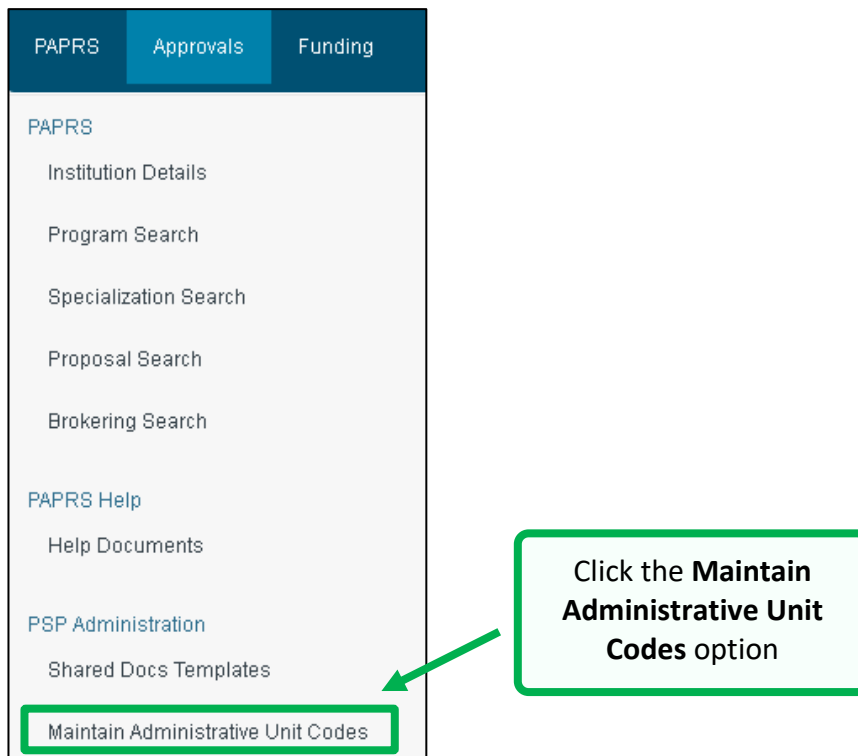 PAPRS Approvals Funding
PAPRS
Institution Details
Program Search
Specialization Search
Proposal Search
Brokering Search
PAPRS Help
Help Documents
PSP Administration
Shared Docs Templates
Maintain Administrative Unit Codes
Click the Maintain
Administrative Unit
Codes option